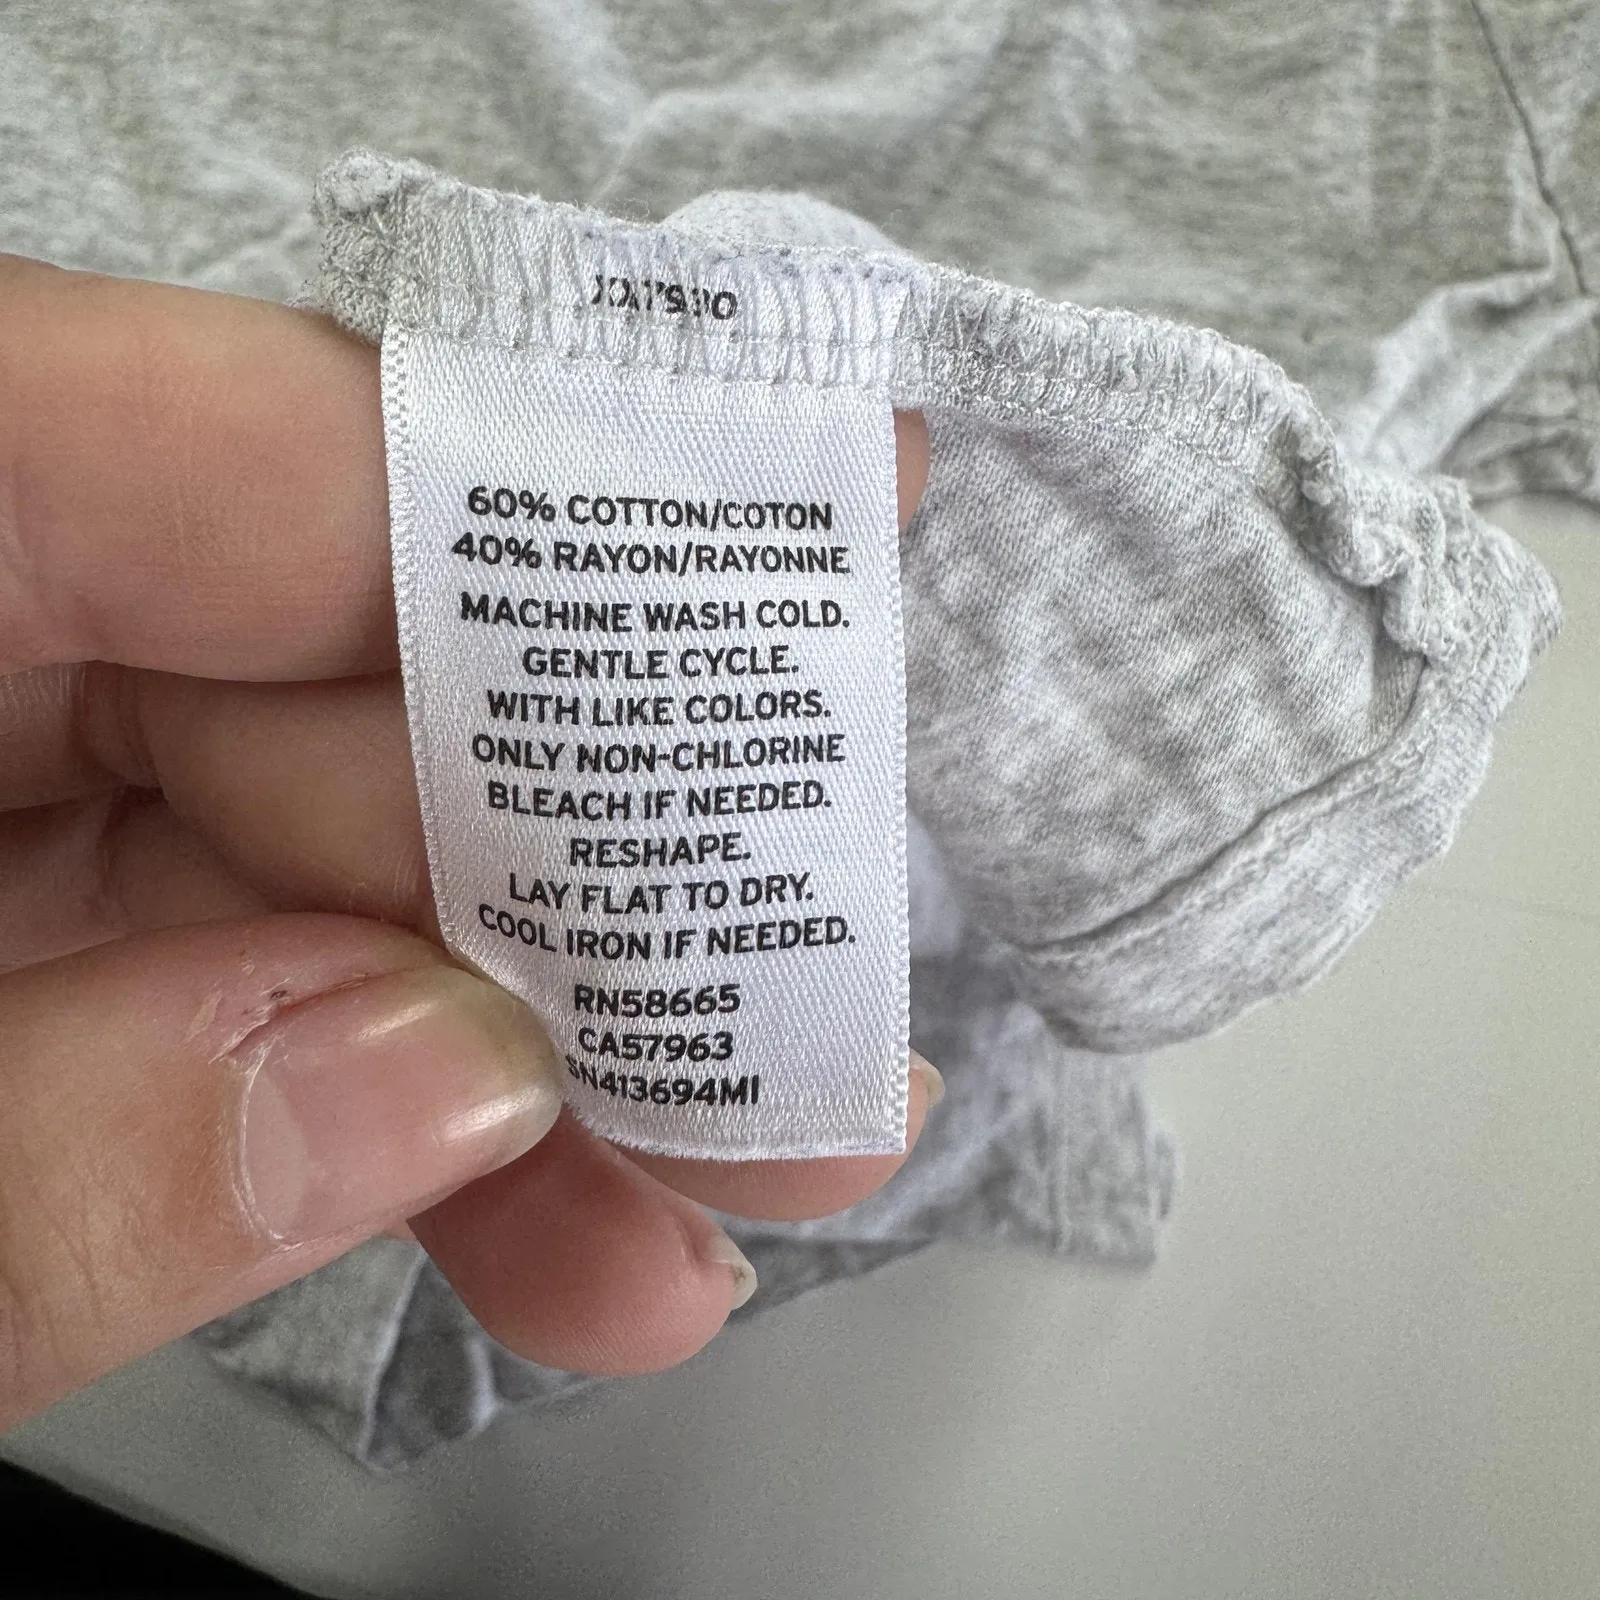 60% COTTON/COTON
40% RAYON/RAYONNE
MACHINE WASH COLD.
GENTLE CYCLE.
WITH LIKE COLORS.
ONLY NON-CHLORINE
BLEACH IF NEEDED.
RESHAPE.
LAY FLAT TO DRY.
COOL IRON IF NEEDED.
RN58665
CA57963
SN413694MI